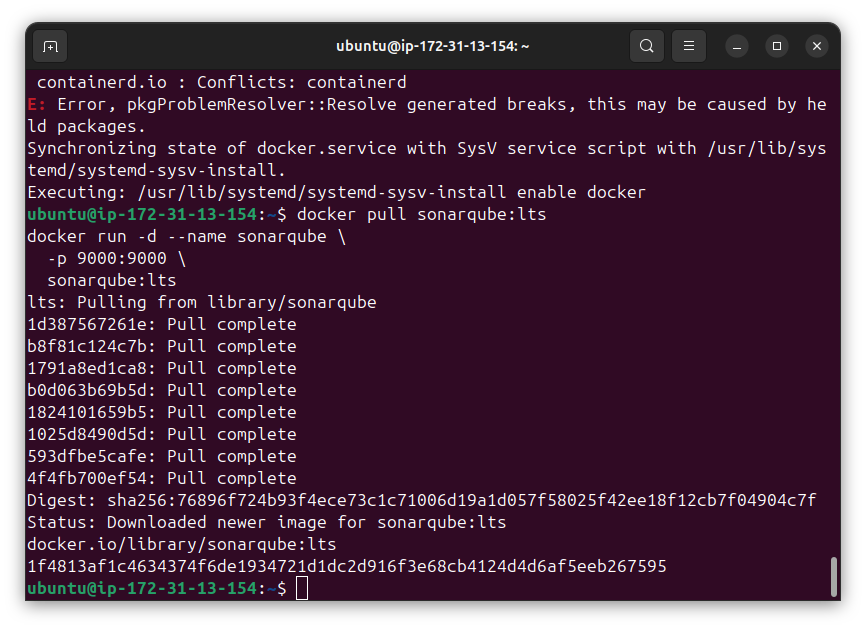 ubuntu@ip-172-31-13-154: ~
 containerd.io : Conflicts: containerd
E: Error, pkgProblemResolver::Resolve generated breaks, this may be caused by he
ld packages.
Synchronizing state of docker.service with SysV service script with /usr/lib/sys
temd/systemd-sysv-install.
Executing: /usr/lib/systemd/systemd-sysv-install enable docker
ubuntu@ip-172-31-13-154:~$ docker pull sonarqube:lts
docker run -d --name sonarqube \
  -p 9000:9000 \
  sonarqube:lts
lts: Pulling from library/sonarqube
1d387567261e: Pull complete
b8f81c124c7b: Pull complete
1791a8ed1ca8: Pull complete
b0d063b69b5d: Pull complete
1824101659b5: Pull complete
1025d8490d5d: Pull complete
593dfbe5cafe: Pull complete
4f4fb700ef54: Pull complete
Digest: sha256:76896f724b93f4ece73c1c71006d19a1d057f58025f42ee18f12cb7f04904c7f
Status: Downloaded newer image for sonarqube:lts
docker.io/library/sonarqube:lts
1f4813af1c4634374f6de1934721d1dc2d916f3e68cb4124d4d6af5eeb267595
ubuntu@ip-172-31-13-154:~$